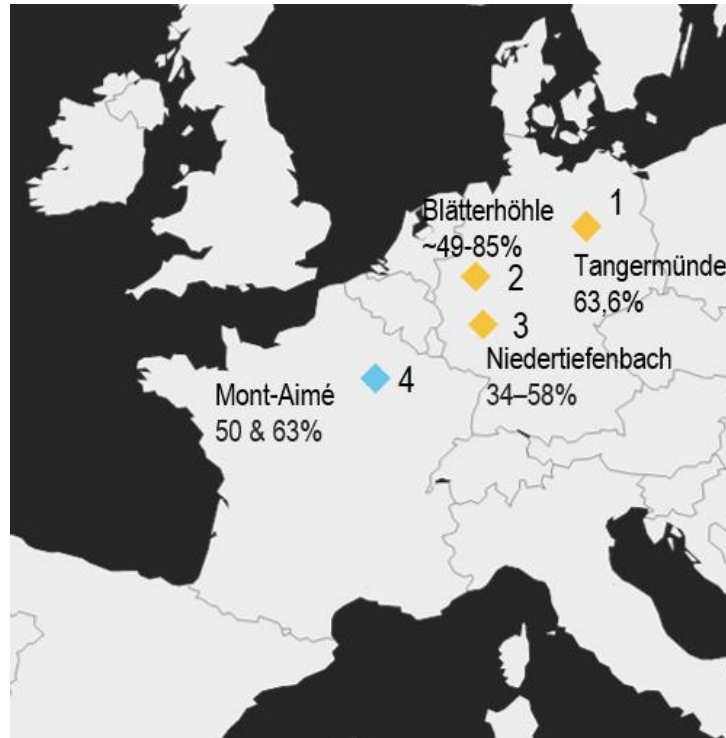 1
Blätterhöhle
~49-85%
2
Tangermünde
63,6%
3
Niedertiefenbach
34–58%
4
Mont-Aimé
50 & 63%